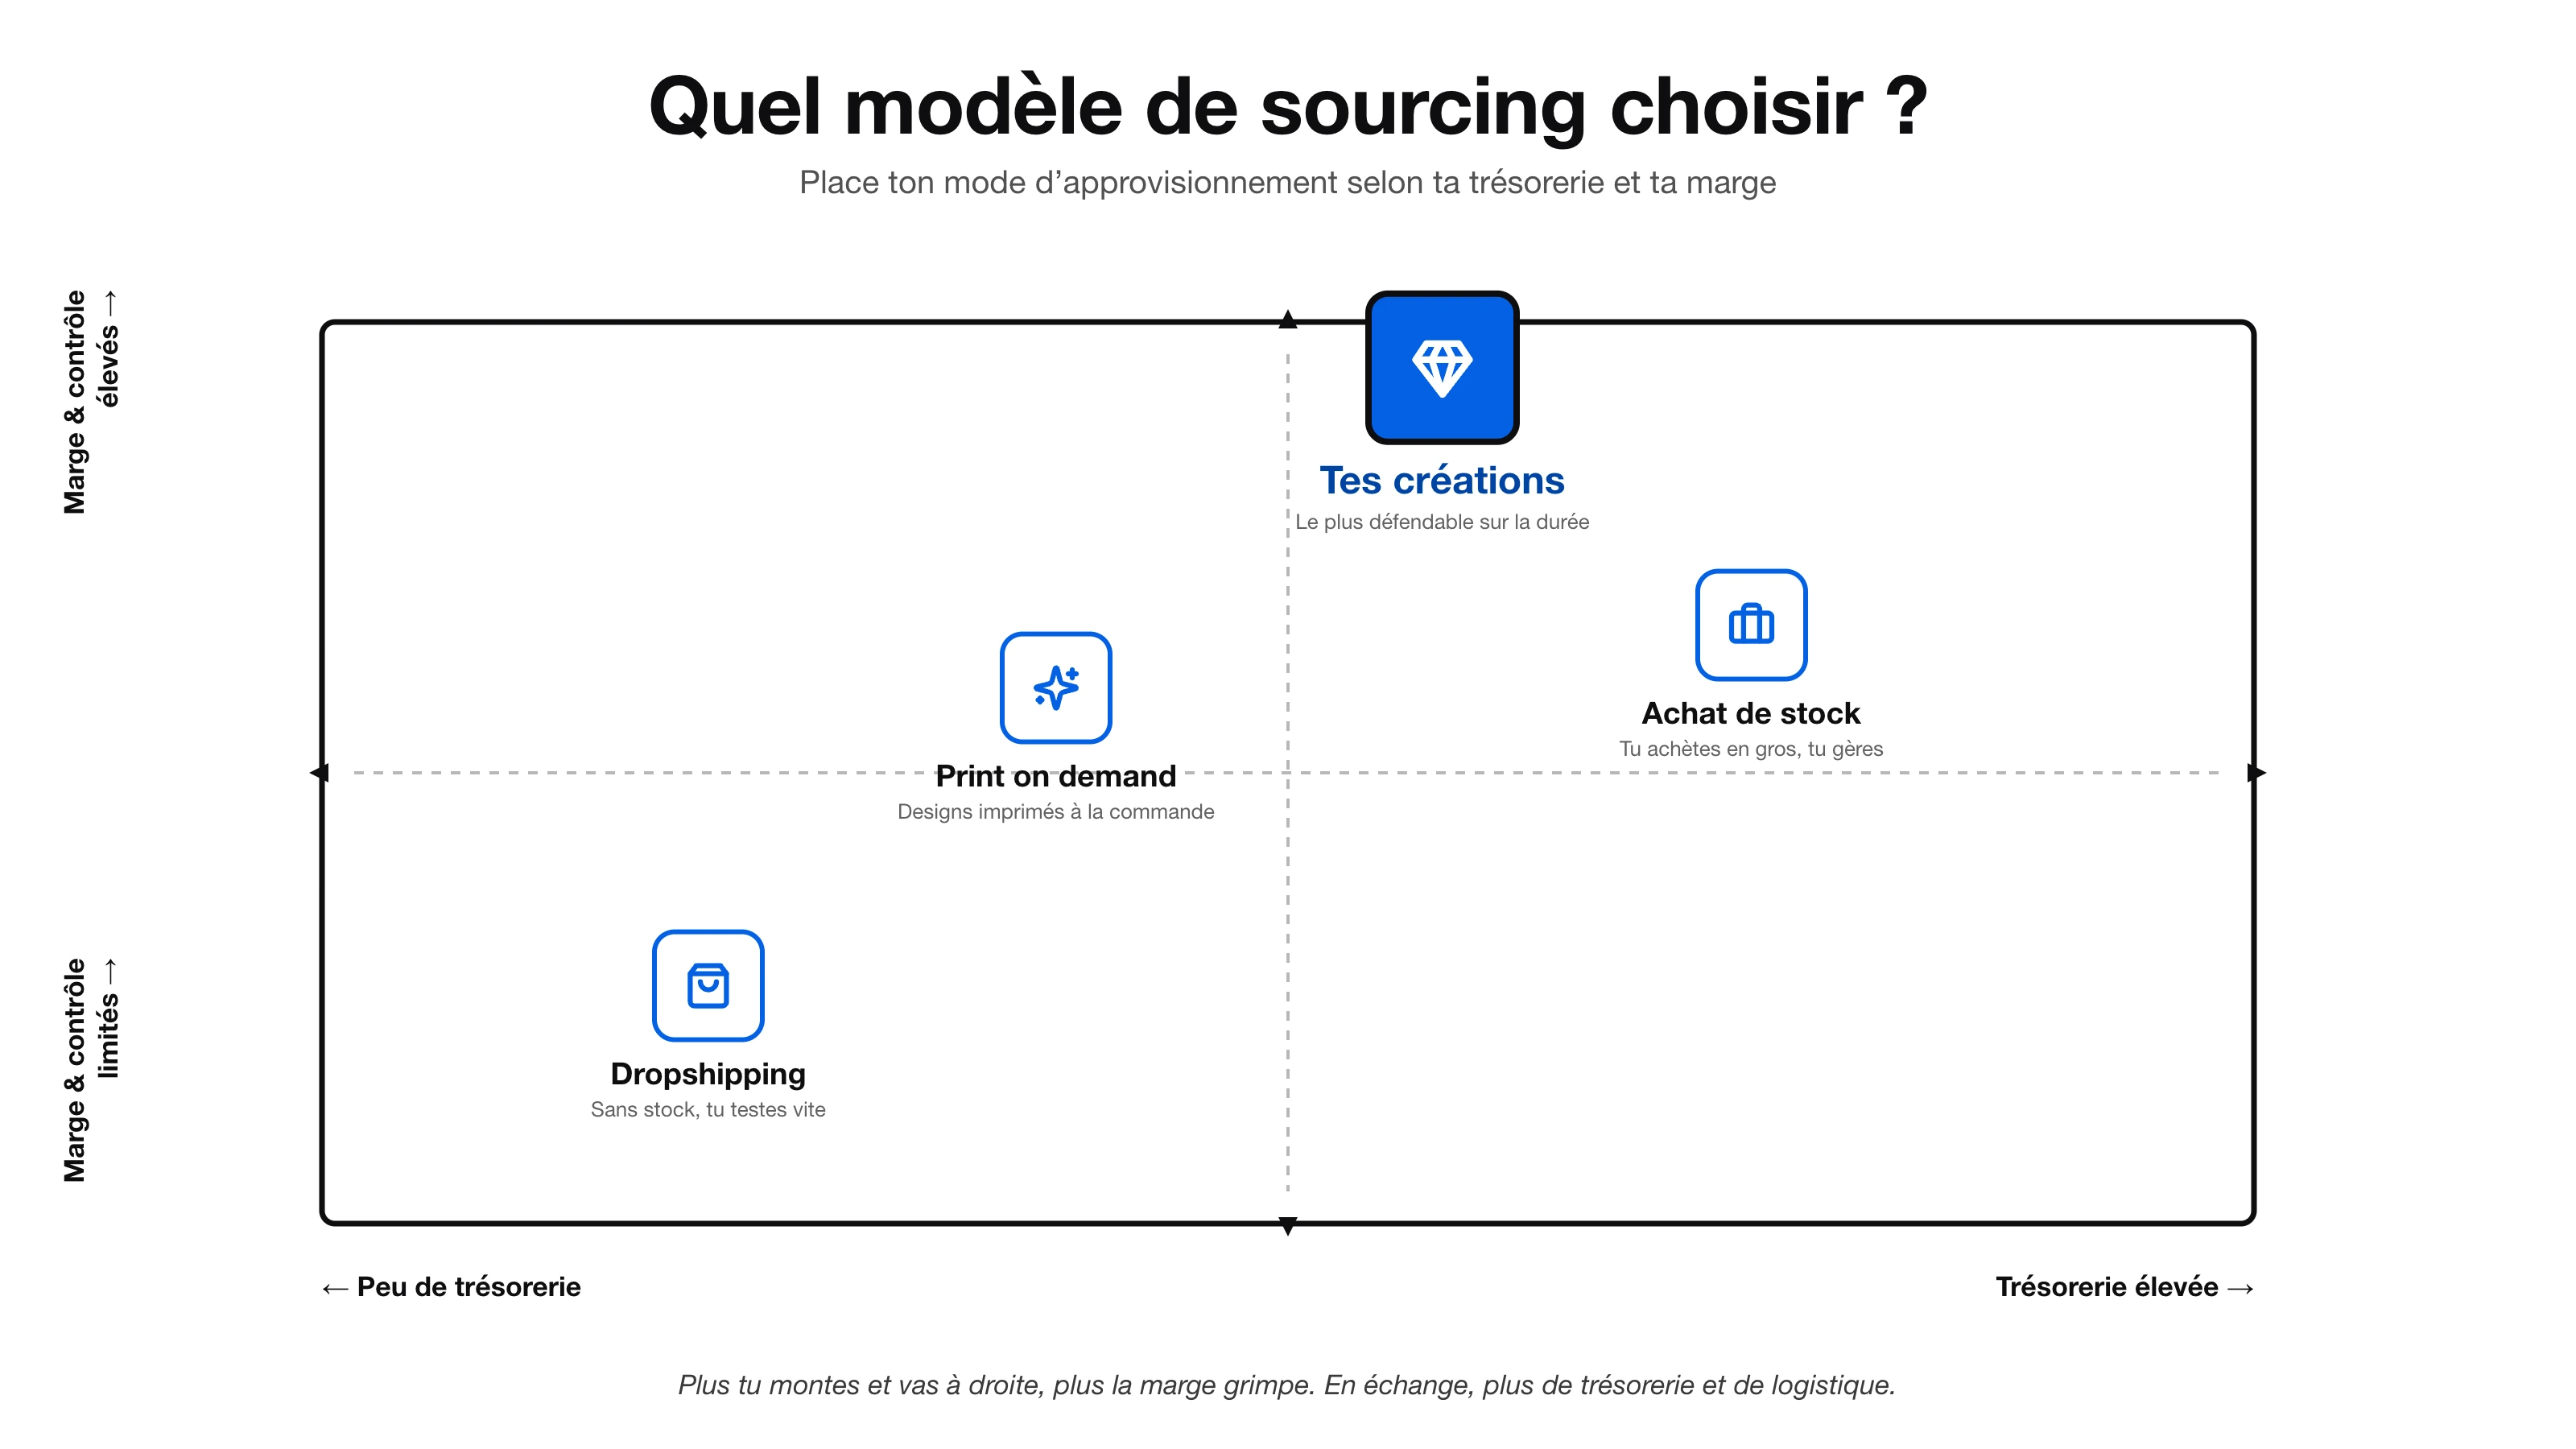 Quel modèle de sourcing choisir ?
Place ton mode d’approvisionnement selon ta trésorerie et ta marge
Marge & contrôle
élevés →
Tes créations
Le plus défendable sur la durée
Achat de stock
Tu achètes en gros, tu gères
Print on demand
Designs imprimés à la commande
Marge & contrôle
limités →
Dropshipping
Sans stock, tu testes vite
← Peu de trésorerie
Trésorerie élevée →
Plus tu montes et vas à droite, plus la marge grimpe. En échange, plus de trésorerie et de logistique.